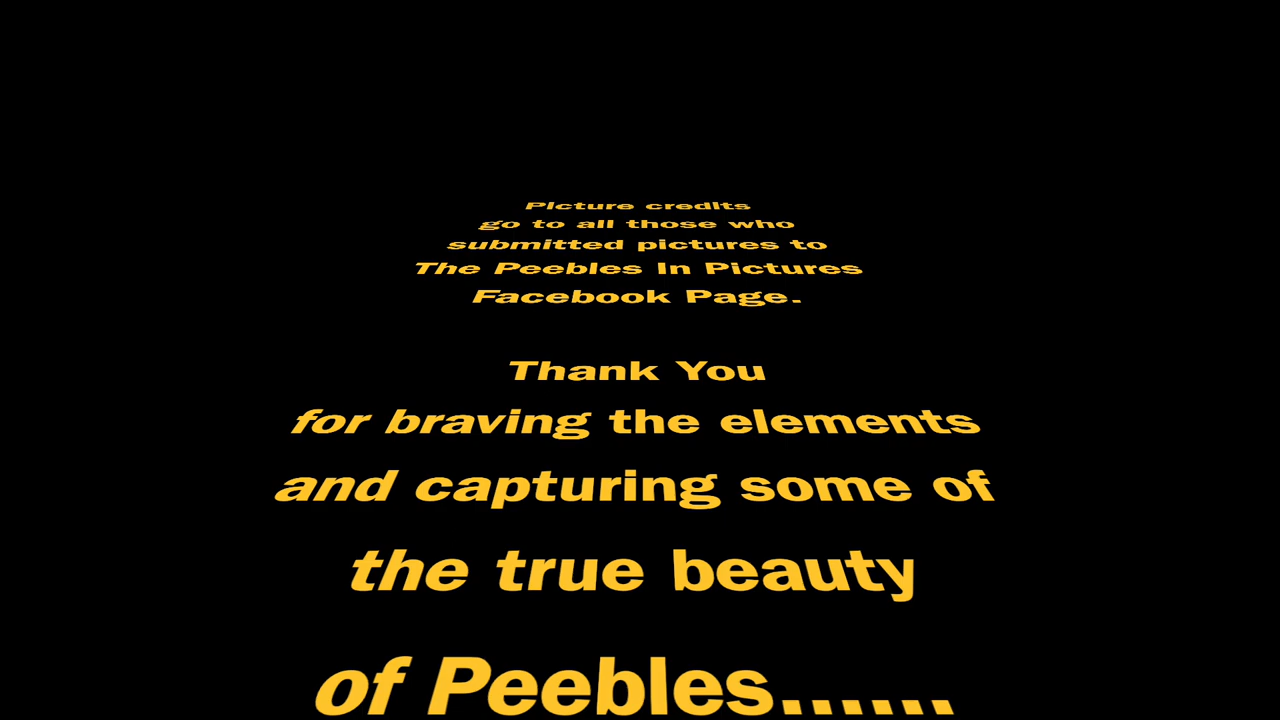 Picture credits
go to all those who
submitted pictures to
The Peebles In Pictures
Facebook Page.
Thank You
for braving the elements
and capturing some of
the true beauty
of Peebles......